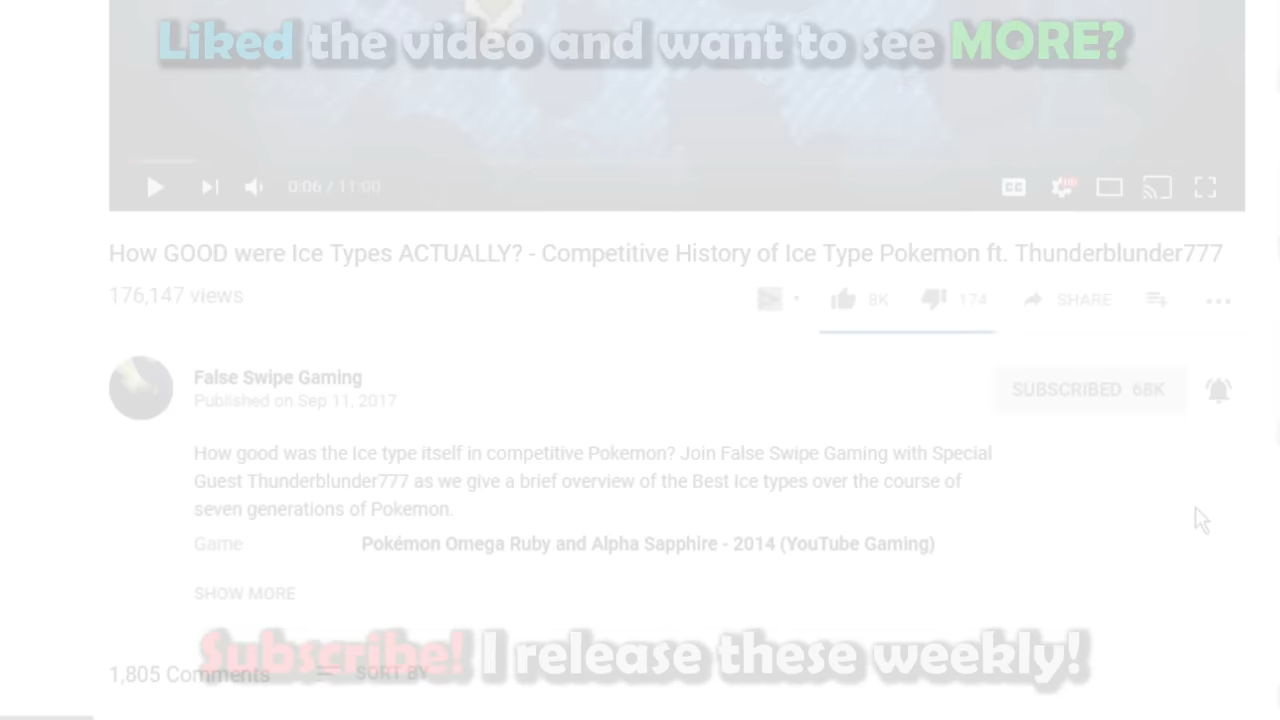 Liked the video and want to see MORE?
0:06 / 11:00
CC
How GOOD were Ice Types ACTUALLY? - Competitive History of Ice Type Pokemon ft. Thunderblunder777
176,147 views
8K 174 SHARE
False Swipe Gaming
Published on Sep 11, 2017
SUBSCRIBED 68K
How good was the Ice type itself in competitive Pokemon? Join False Swipe Gaming with Special
Guest Thunderblunder777 as we give a brief overview of the Best Ice types over the course of
seven generations of Pokemon.
Game Pokémon Omega Ruby and Alpha Sapphire - 2014 (YouTube Gaming)
SHOW MORE
Subscribe! I release these weekly!
1,805 Comments SORT BY